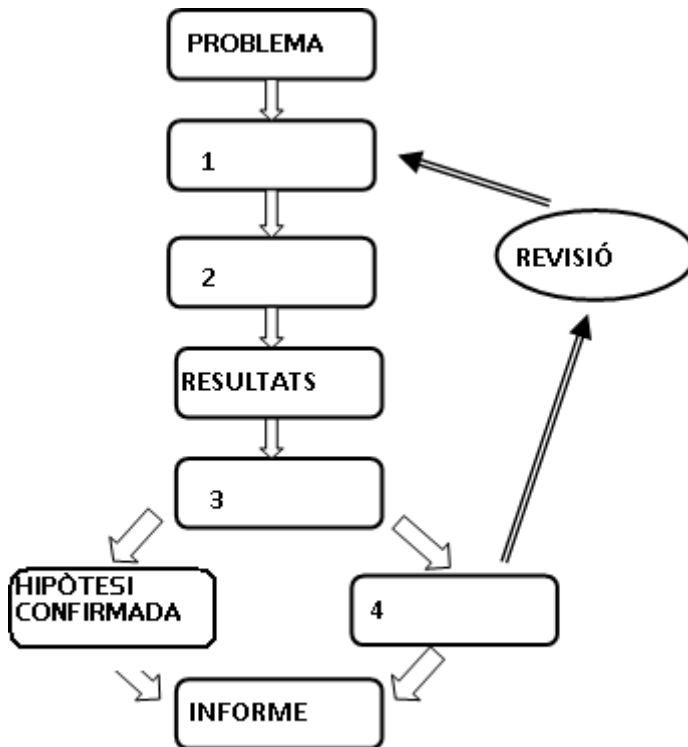 PROBLEMA
1
REVISIÓ
2
RESULTATS
3
HIPÒTESI
CONFIRMADA
4
INFORME